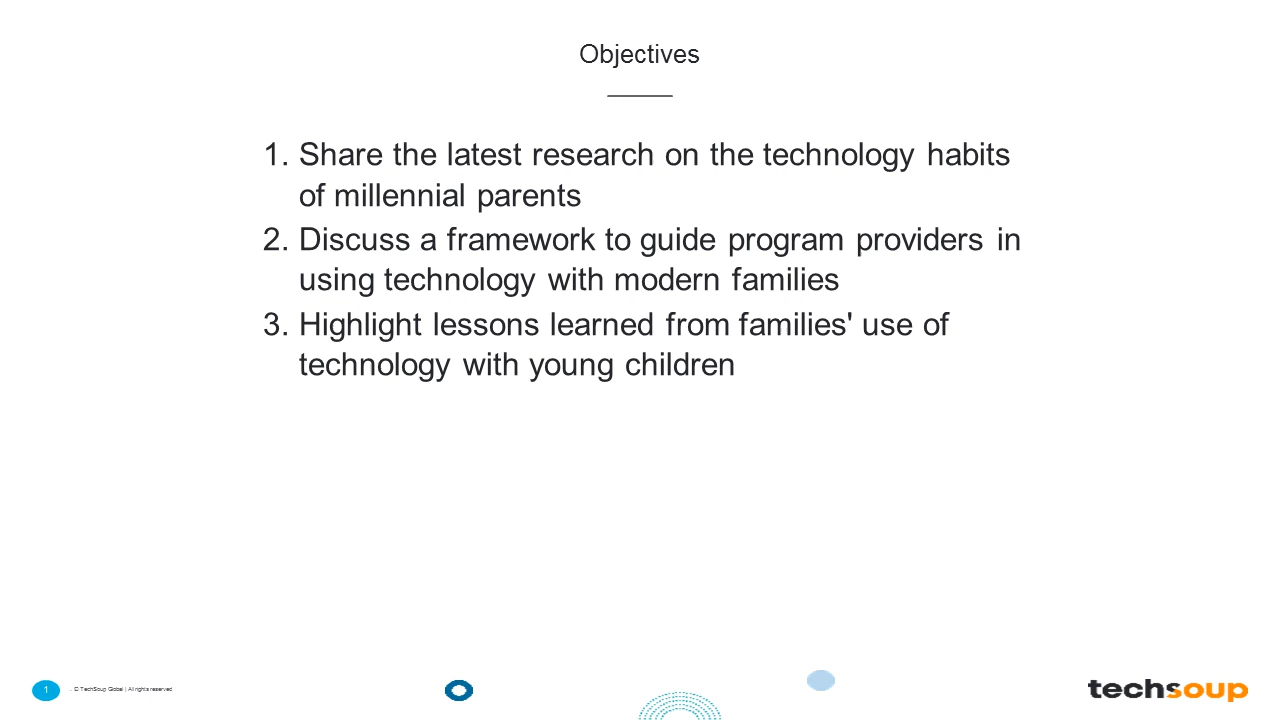 Objectives
1. Share the latest research on the technology habits
of millennial parents
2. Discuss a framework to guide program providers in
using technology with modern families
3. Highlight lessons learned from families' use of
technology with young children
1
. © TechSoup Global | All rights reserved
techsoup